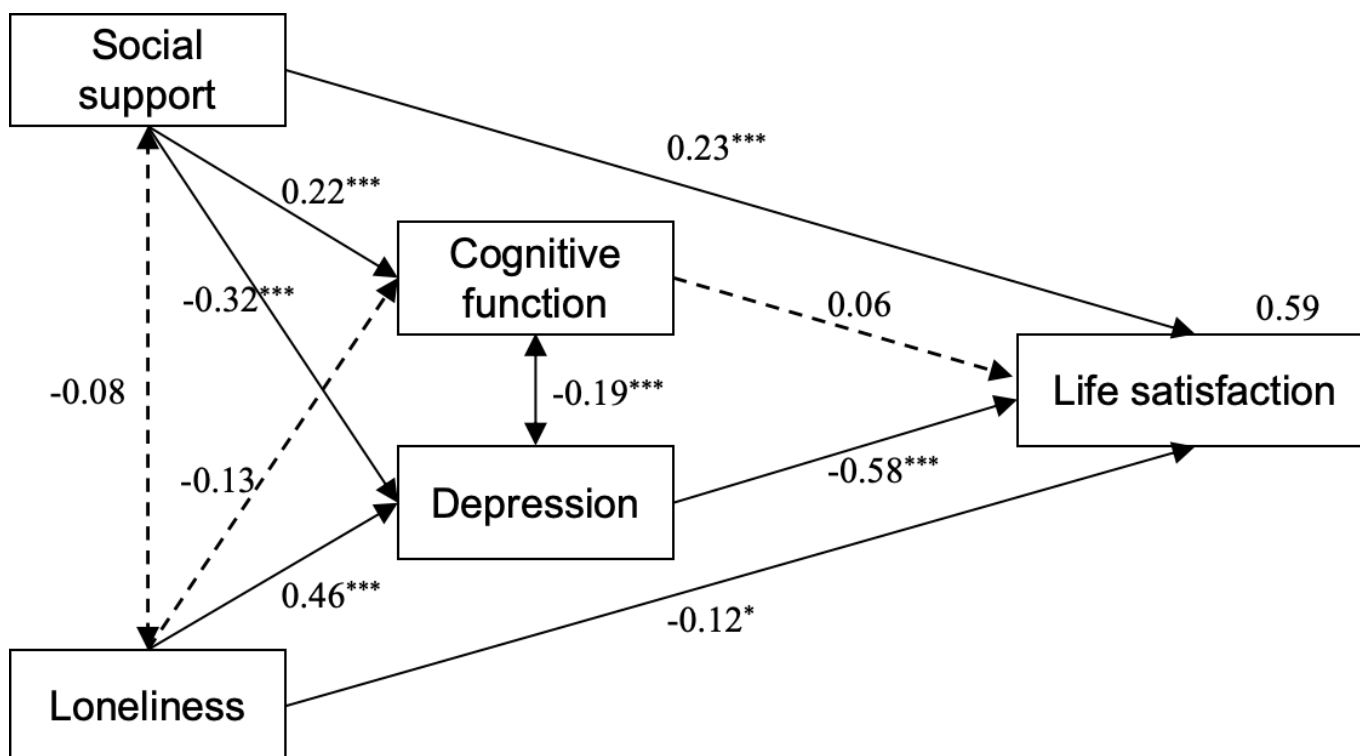 Social
support
0.23***
0.22***
Cognitive
function
-0.32***
0.06
0.59
-0.08
-0.19***
Life satisfaction
-0.13
-0.58***
Depression
0.46***
-0.12*
Loneliness